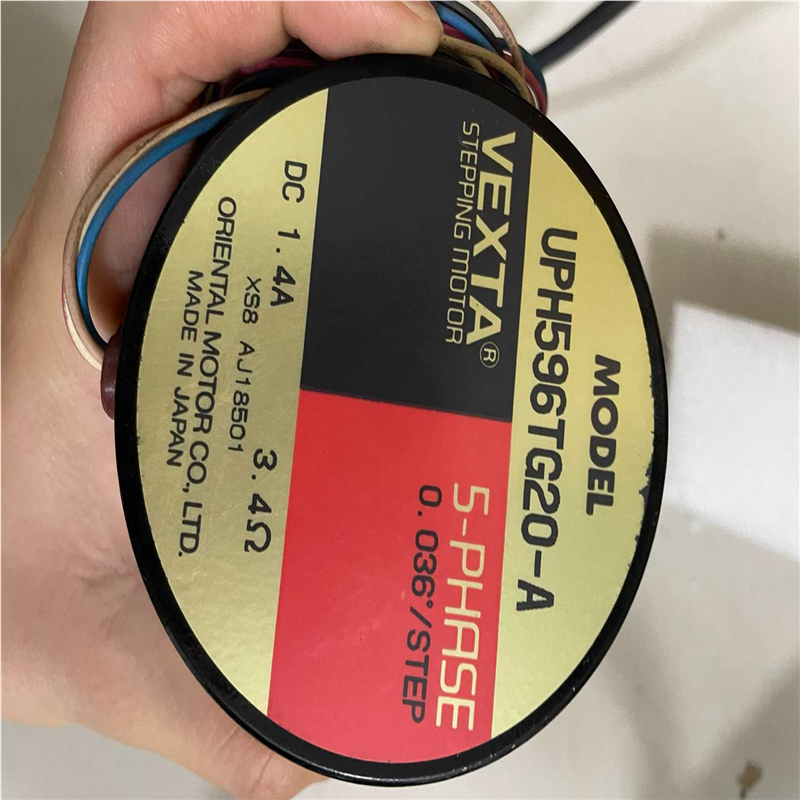 MODEL
UPH596TG20-A
VEXTA®
STEPPING MOTOR
5-PHASE
0.036°/STEP
DC 1.4A 3.4Ω
XS8 AJ18501
ORIENTAL MOTOR CO., LTD.
MADE IN JAPAN